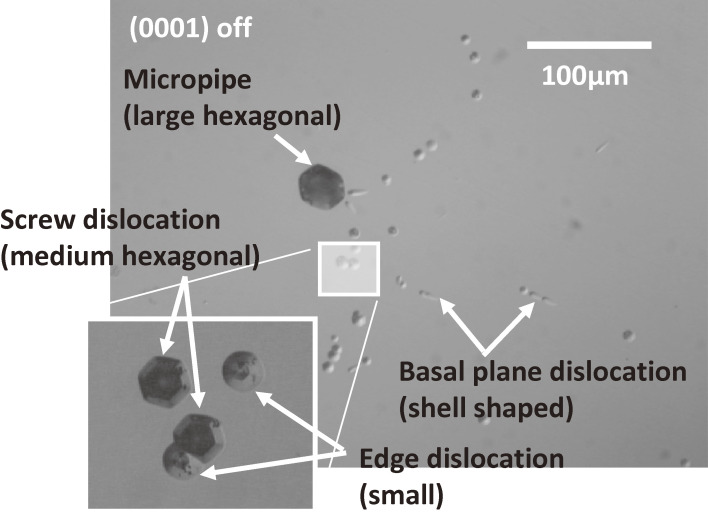 (0001) off
100μm
Micropipe
(large hexagonal)
Screw dislocation
(medium hexagonal)
Basal plane dislocation
(shell shaped)
Edge dislocation
(small)